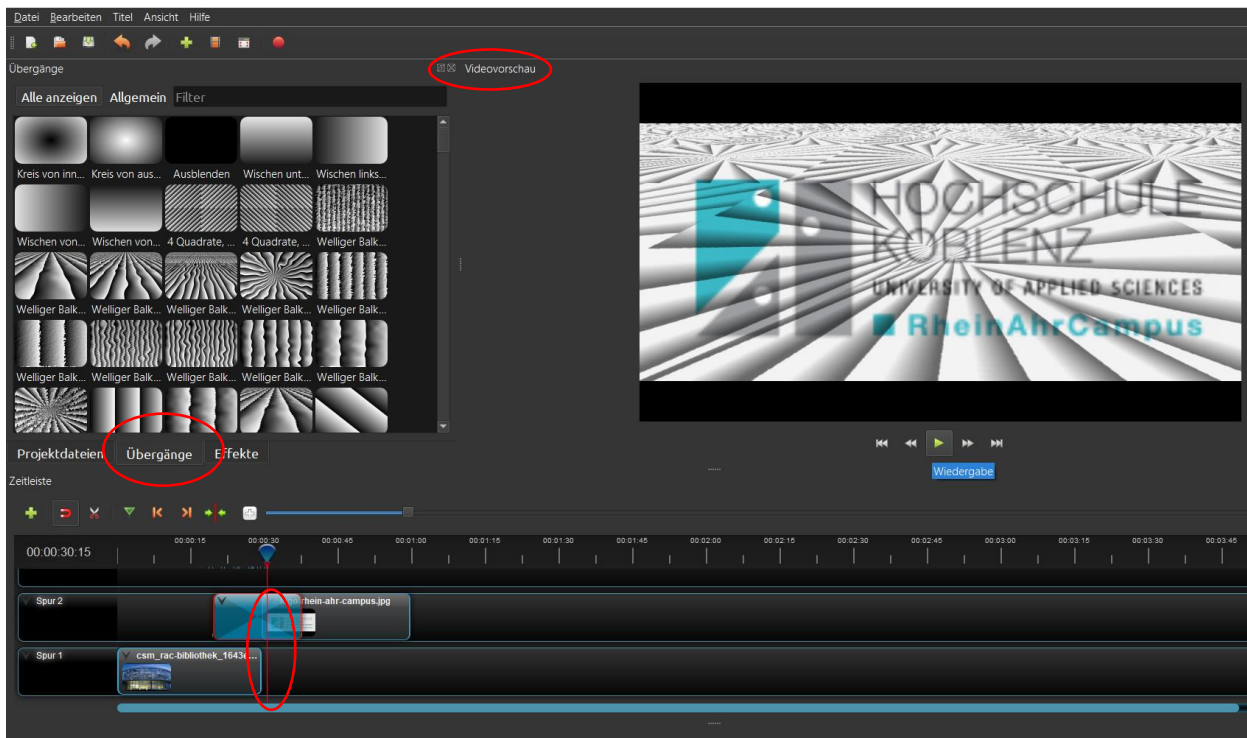 Datei Bearbeiten Titel Ansicht Hilfe
Übergänge
Videovorschau
Alle anzeigen Allgemein Filter
Kreis von inn... Kreis von aus... Ausblenden Wischen unt... Wischen links...
Wischen von... Wischen von... 4 Quadrate, ... 4 Quadrate, ... Welliger Balk...
Welliger Balk... Welliger Balk... Welliger Balk... Welliger Balk... Welliger Balk...
Welliger Balk... Welliger Balk... Welliger Balk... Welliger Balk... Welliger Balk...
HOCHSCHULE
KOBLENZ
UNIVERSITY OF APPLIED SCIENCES
RheinAhrCampus
Projektdateien Übergänge Effekte
Wiedergabe
Zeitleiste
00:00:30:15
00:00:15 00:00:30 00:00:45 00:01:00 00:01:15 00:01:30 00:01:45 00:02:00 00:02:15 00:02:30 00:02:45 00:03:00 00:03:15 00:03:30 00:03:45
Spur 2
rhein-ahr-campus.jpg
Spur 1
csm_rac-bibliothek_1643e...